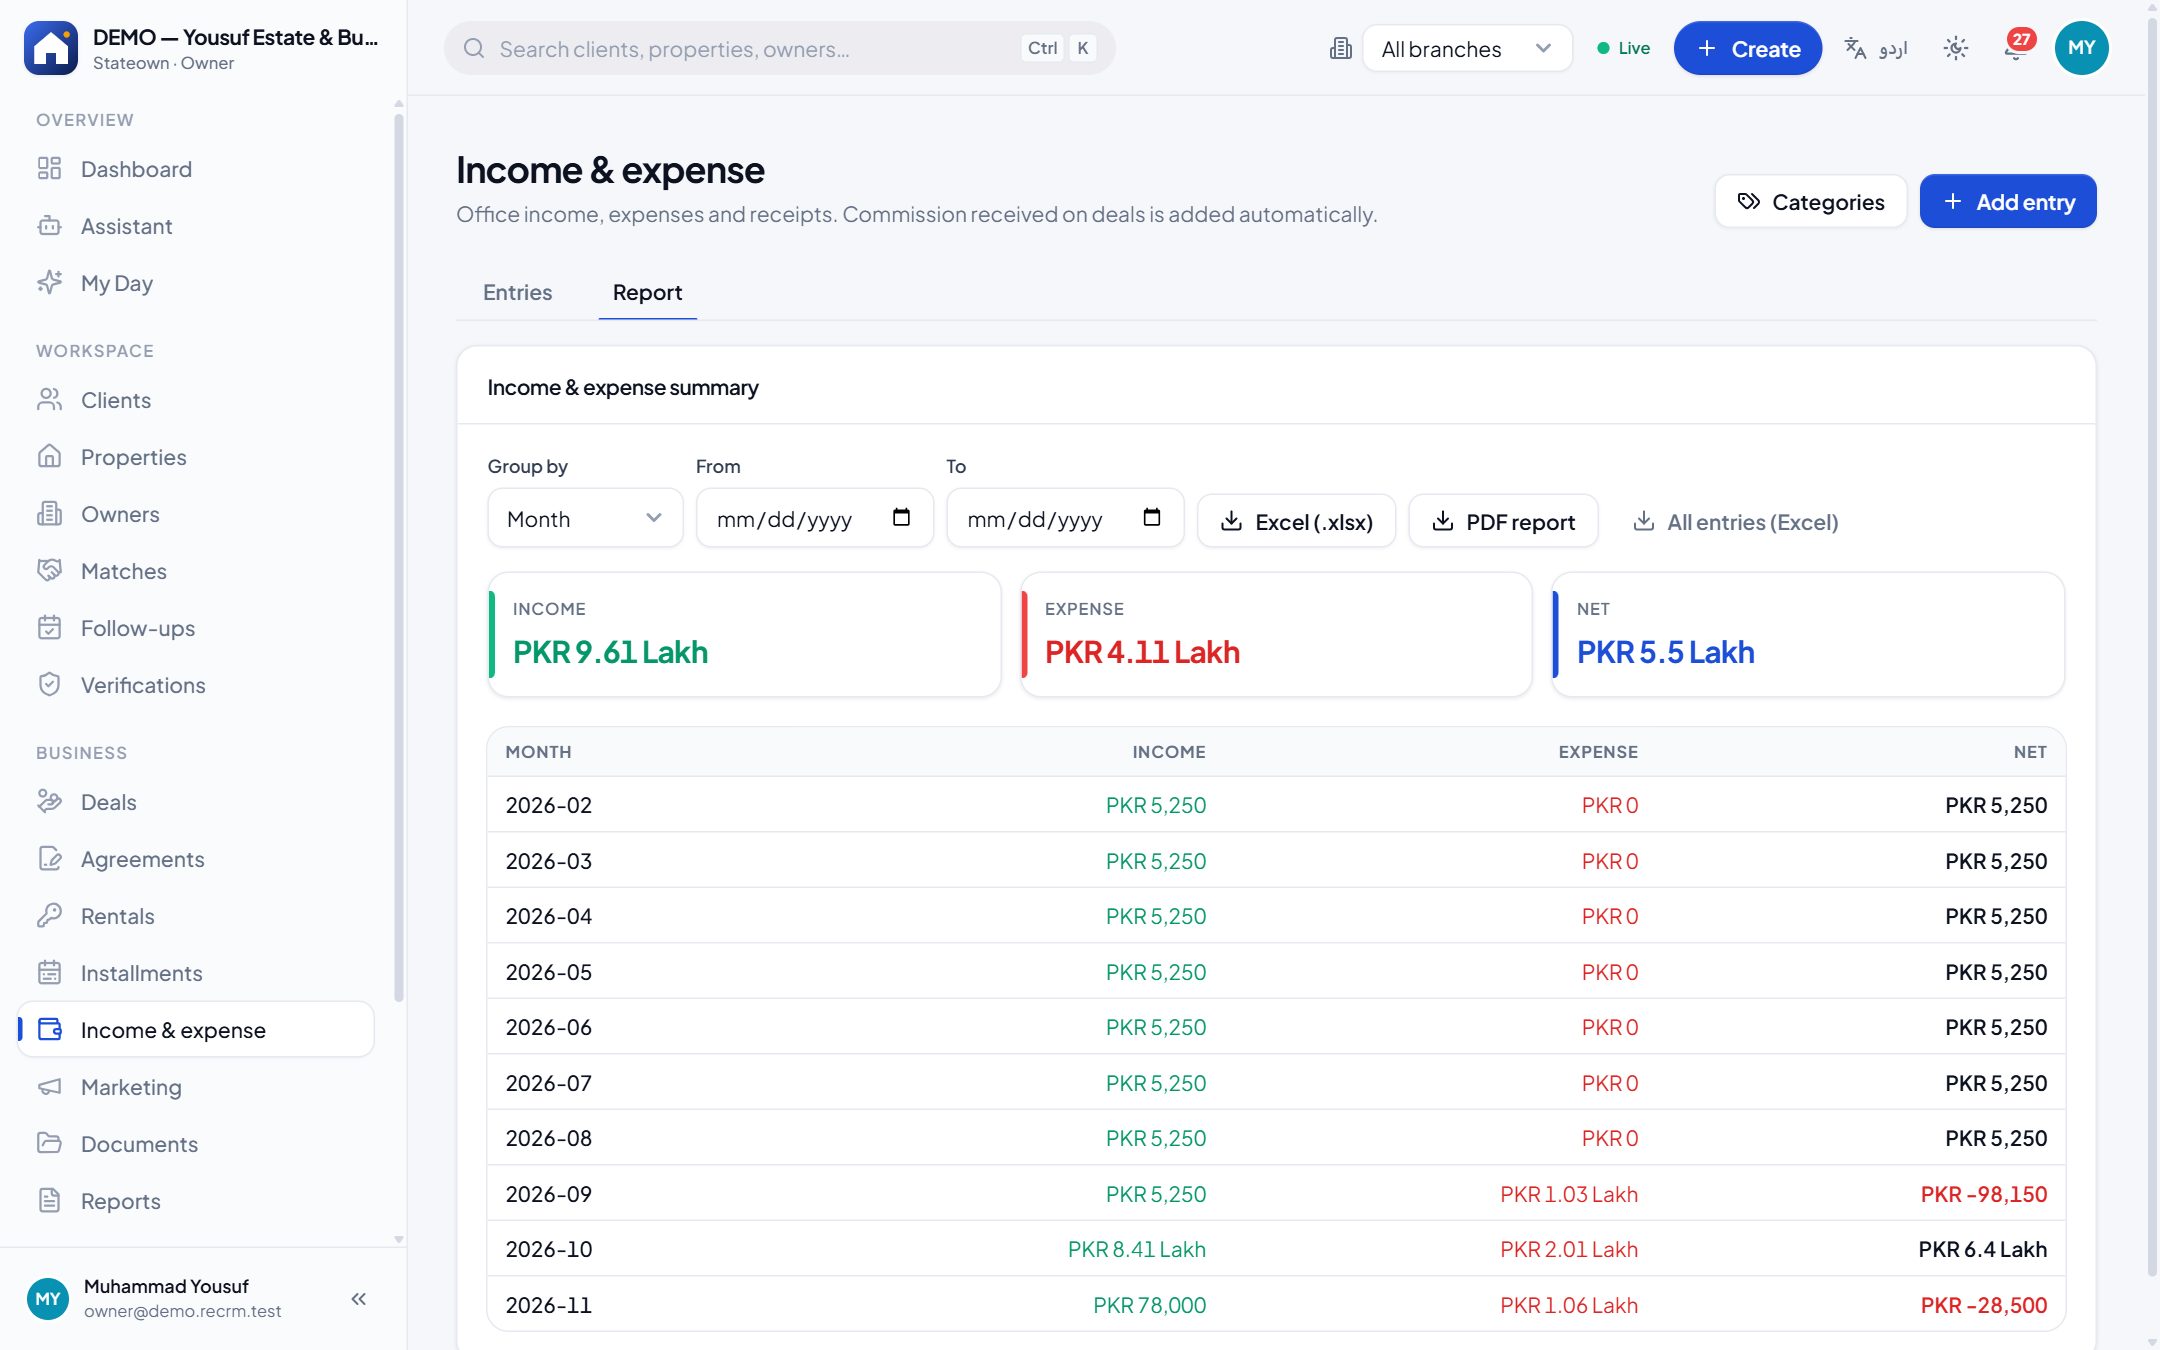 DEMO — Yousuf Estate & Bu...
Stateown · Owner
OVERVIEW
Dashboard
Assistant
My Day
WORKSPACE
Clients
Properties
Owners
Matches
Follow-ups
Verifications
BUSINESS
Deals
Agreements
Rentals
Installments
Income & expense
Marketing
Documents
Reports
MY
Muhammad Yousuf
owner@demo.recrm.test
Search clients, properties, owners...
Ctrl K
All branches
Live
Create
اردو
27
MY
Income & expense
Office income, expenses and receipts. Commission received on deals is added automatically.
Categories
Add entry
Entries Report
Income & expense summary
Group by From To
Month mm/dd/yyyy mm/dd/yyyy Excel (.xlsx) PDF report All entries (Excel)
INCOME
PKR 9.61 Lakh
EXPENSE
PKR 4.11 Lakh
NET
PKR 5.5 Lakh
MONTH INCOME EXPENSE NET
2026-02 PKR 5,250 PKR 0 PKR 5,250
2026-03 PKR 5,250 PKR 0 PKR 5,250
2026-04 PKR 5,250 PKR 0 PKR 5,250
2026-05 PKR 5,250 PKR 0 PKR 5,250
2026-06 PKR 5,250 PKR 0 PKR 5,250
2026-07 PKR 5,250 PKR 0 PKR 5,250
2026-08 PKR 5,250 PKR 0 PKR 5,250
2026-09 PKR 5,250 PKR 1.03 Lakh PKR -98,150
2026-10 PKR 8.41 Lakh PKR 2.01 Lakh PKR 6.4 Lakh
2026-11 PKR 78,000 PKR 1.06 Lakh PKR -28,500